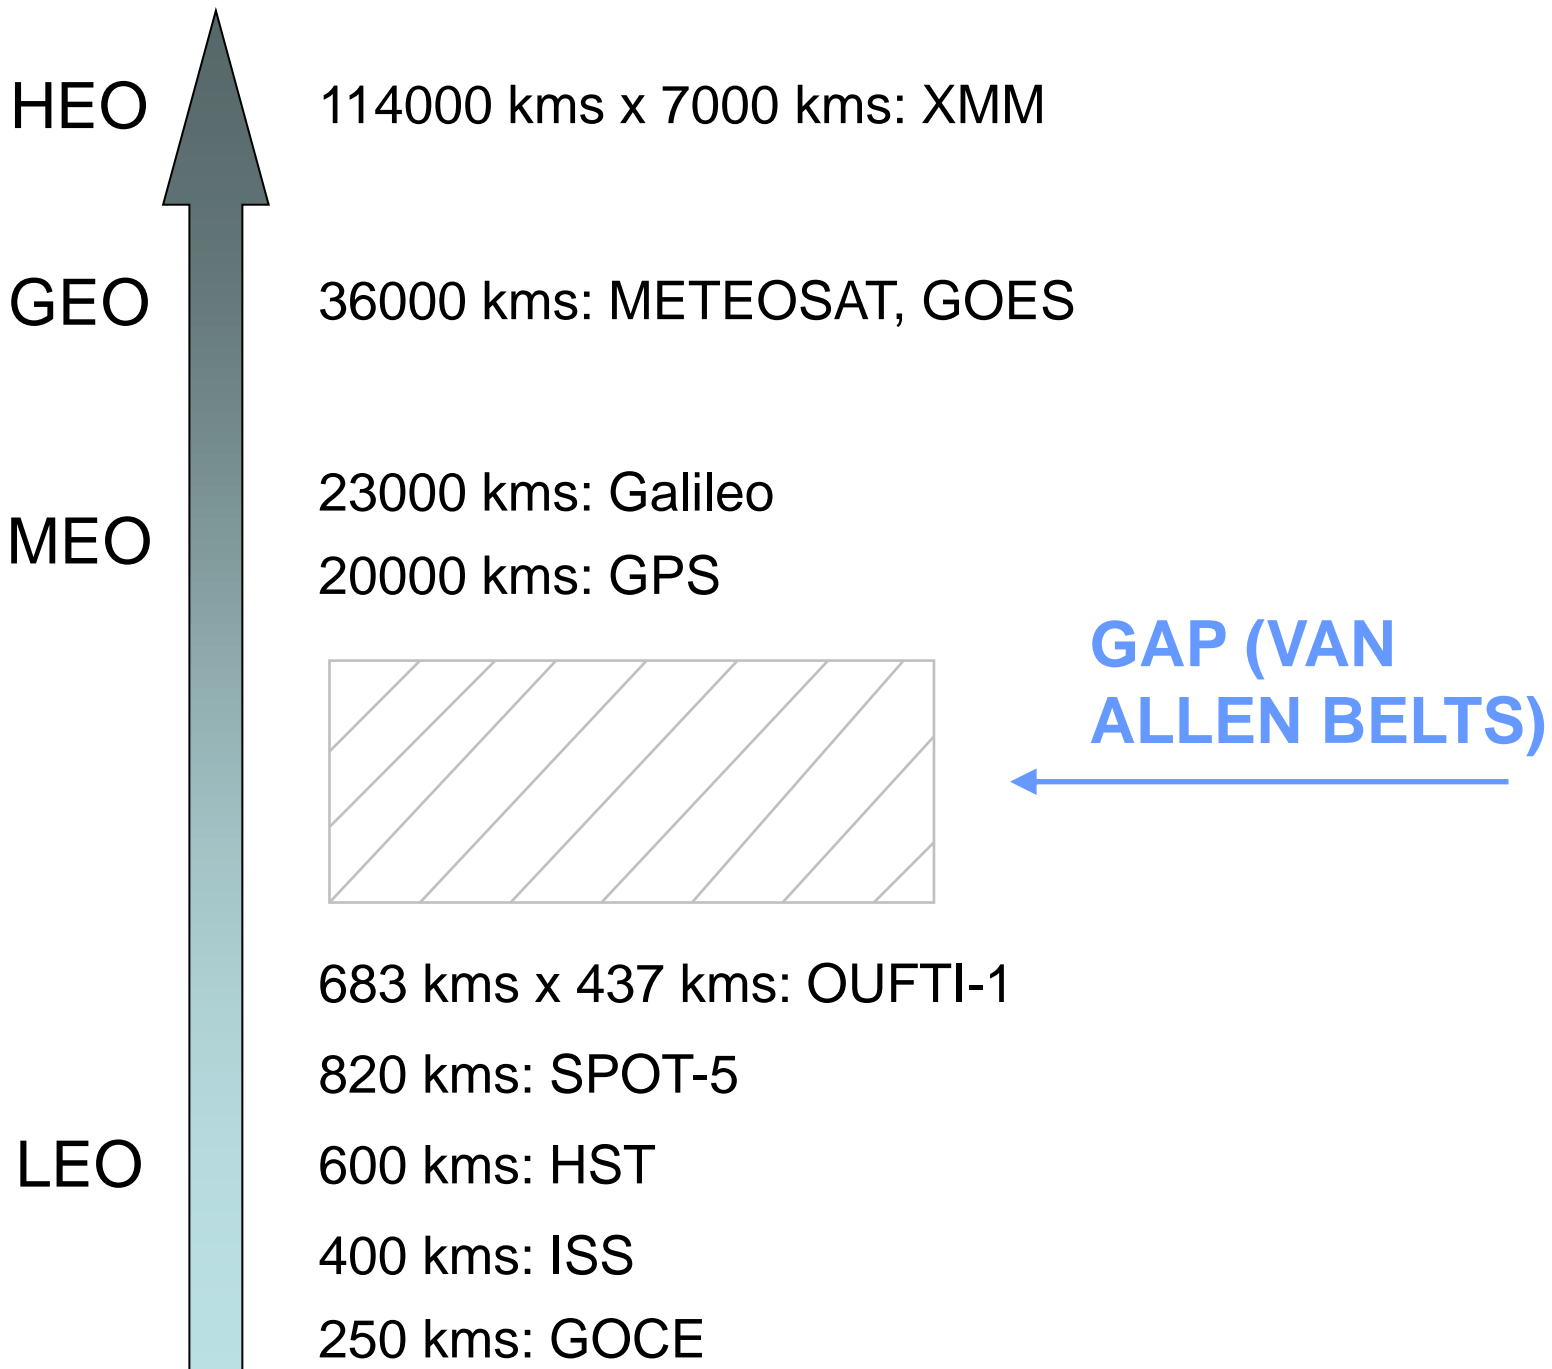 HEO
114000 kms x 7000 kms: XMM
GEO
36000 kms: METEOSAT, GOES
23000 kms: Galileo
MEO
20000 kms: GPS
GAP (VAN
ALLEN BELTS)
683 kms x 437 kms: OUFTI-1
820 kms: SPOT-5
LEO
600 kms: HST
400 kms: ISS
250 kms: GOCE